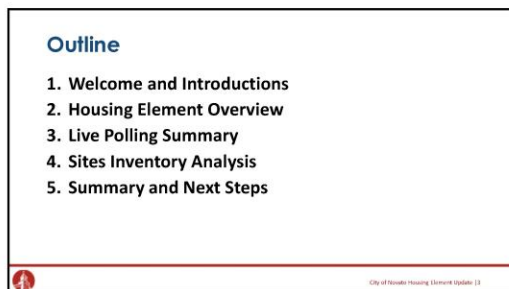 Outline
1. Welcome and Introductions
2. Housing Element Overview
3. Live Polling Summary
4. Sites Inventory Analysis
5. Summary and Next Steps
City of Novato Housing Element Update |3